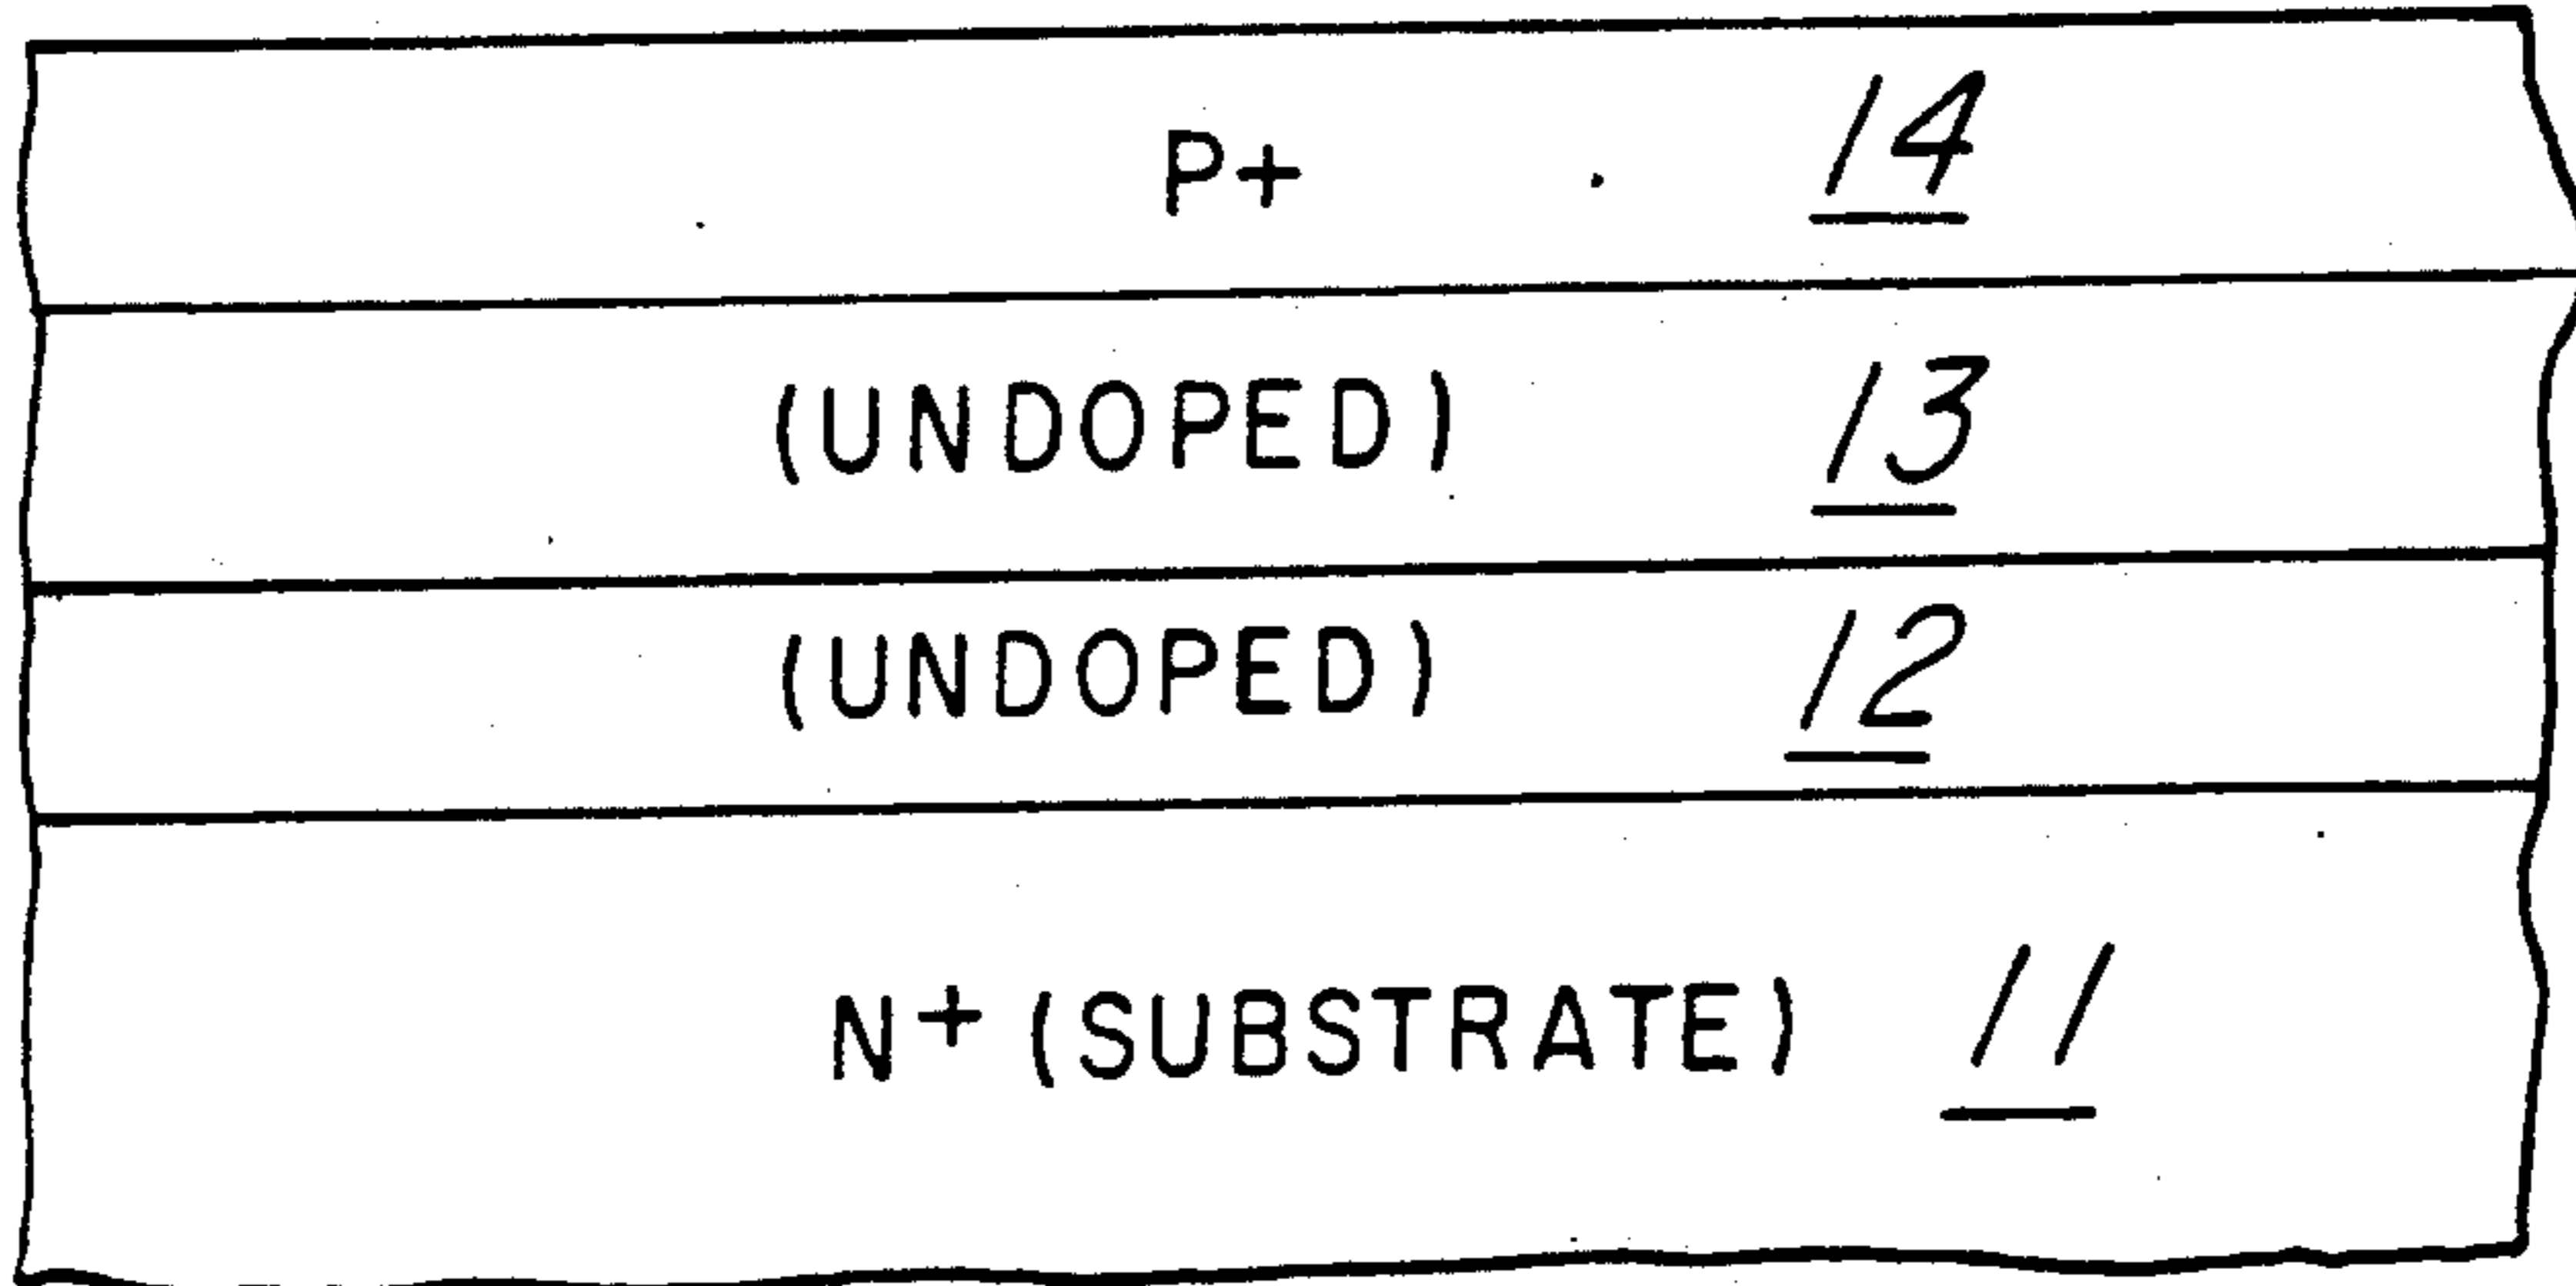 P+ 14
(UNDOPED) 13
(UNDOPED) 12
N+ (SUBSTRATE) 11